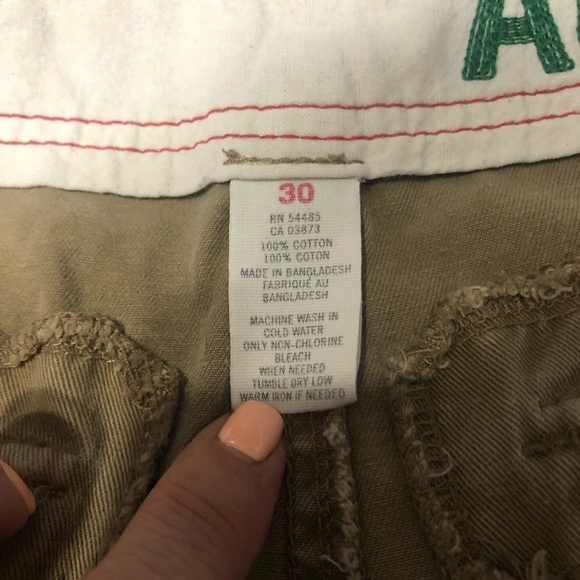 A
30
RN 54485
CA 03873
100% COTTON
100% COTON
MADE IN BANGLADESH
FABRIQUÉ AU
BANGLADESH
MACHINE WASH IN
COLD WATER
ONLY NON-CHLORINE
BLEACH
WHEN NEEDED
TUMBLE DRY LOW
WARM IRON IF NEEDED